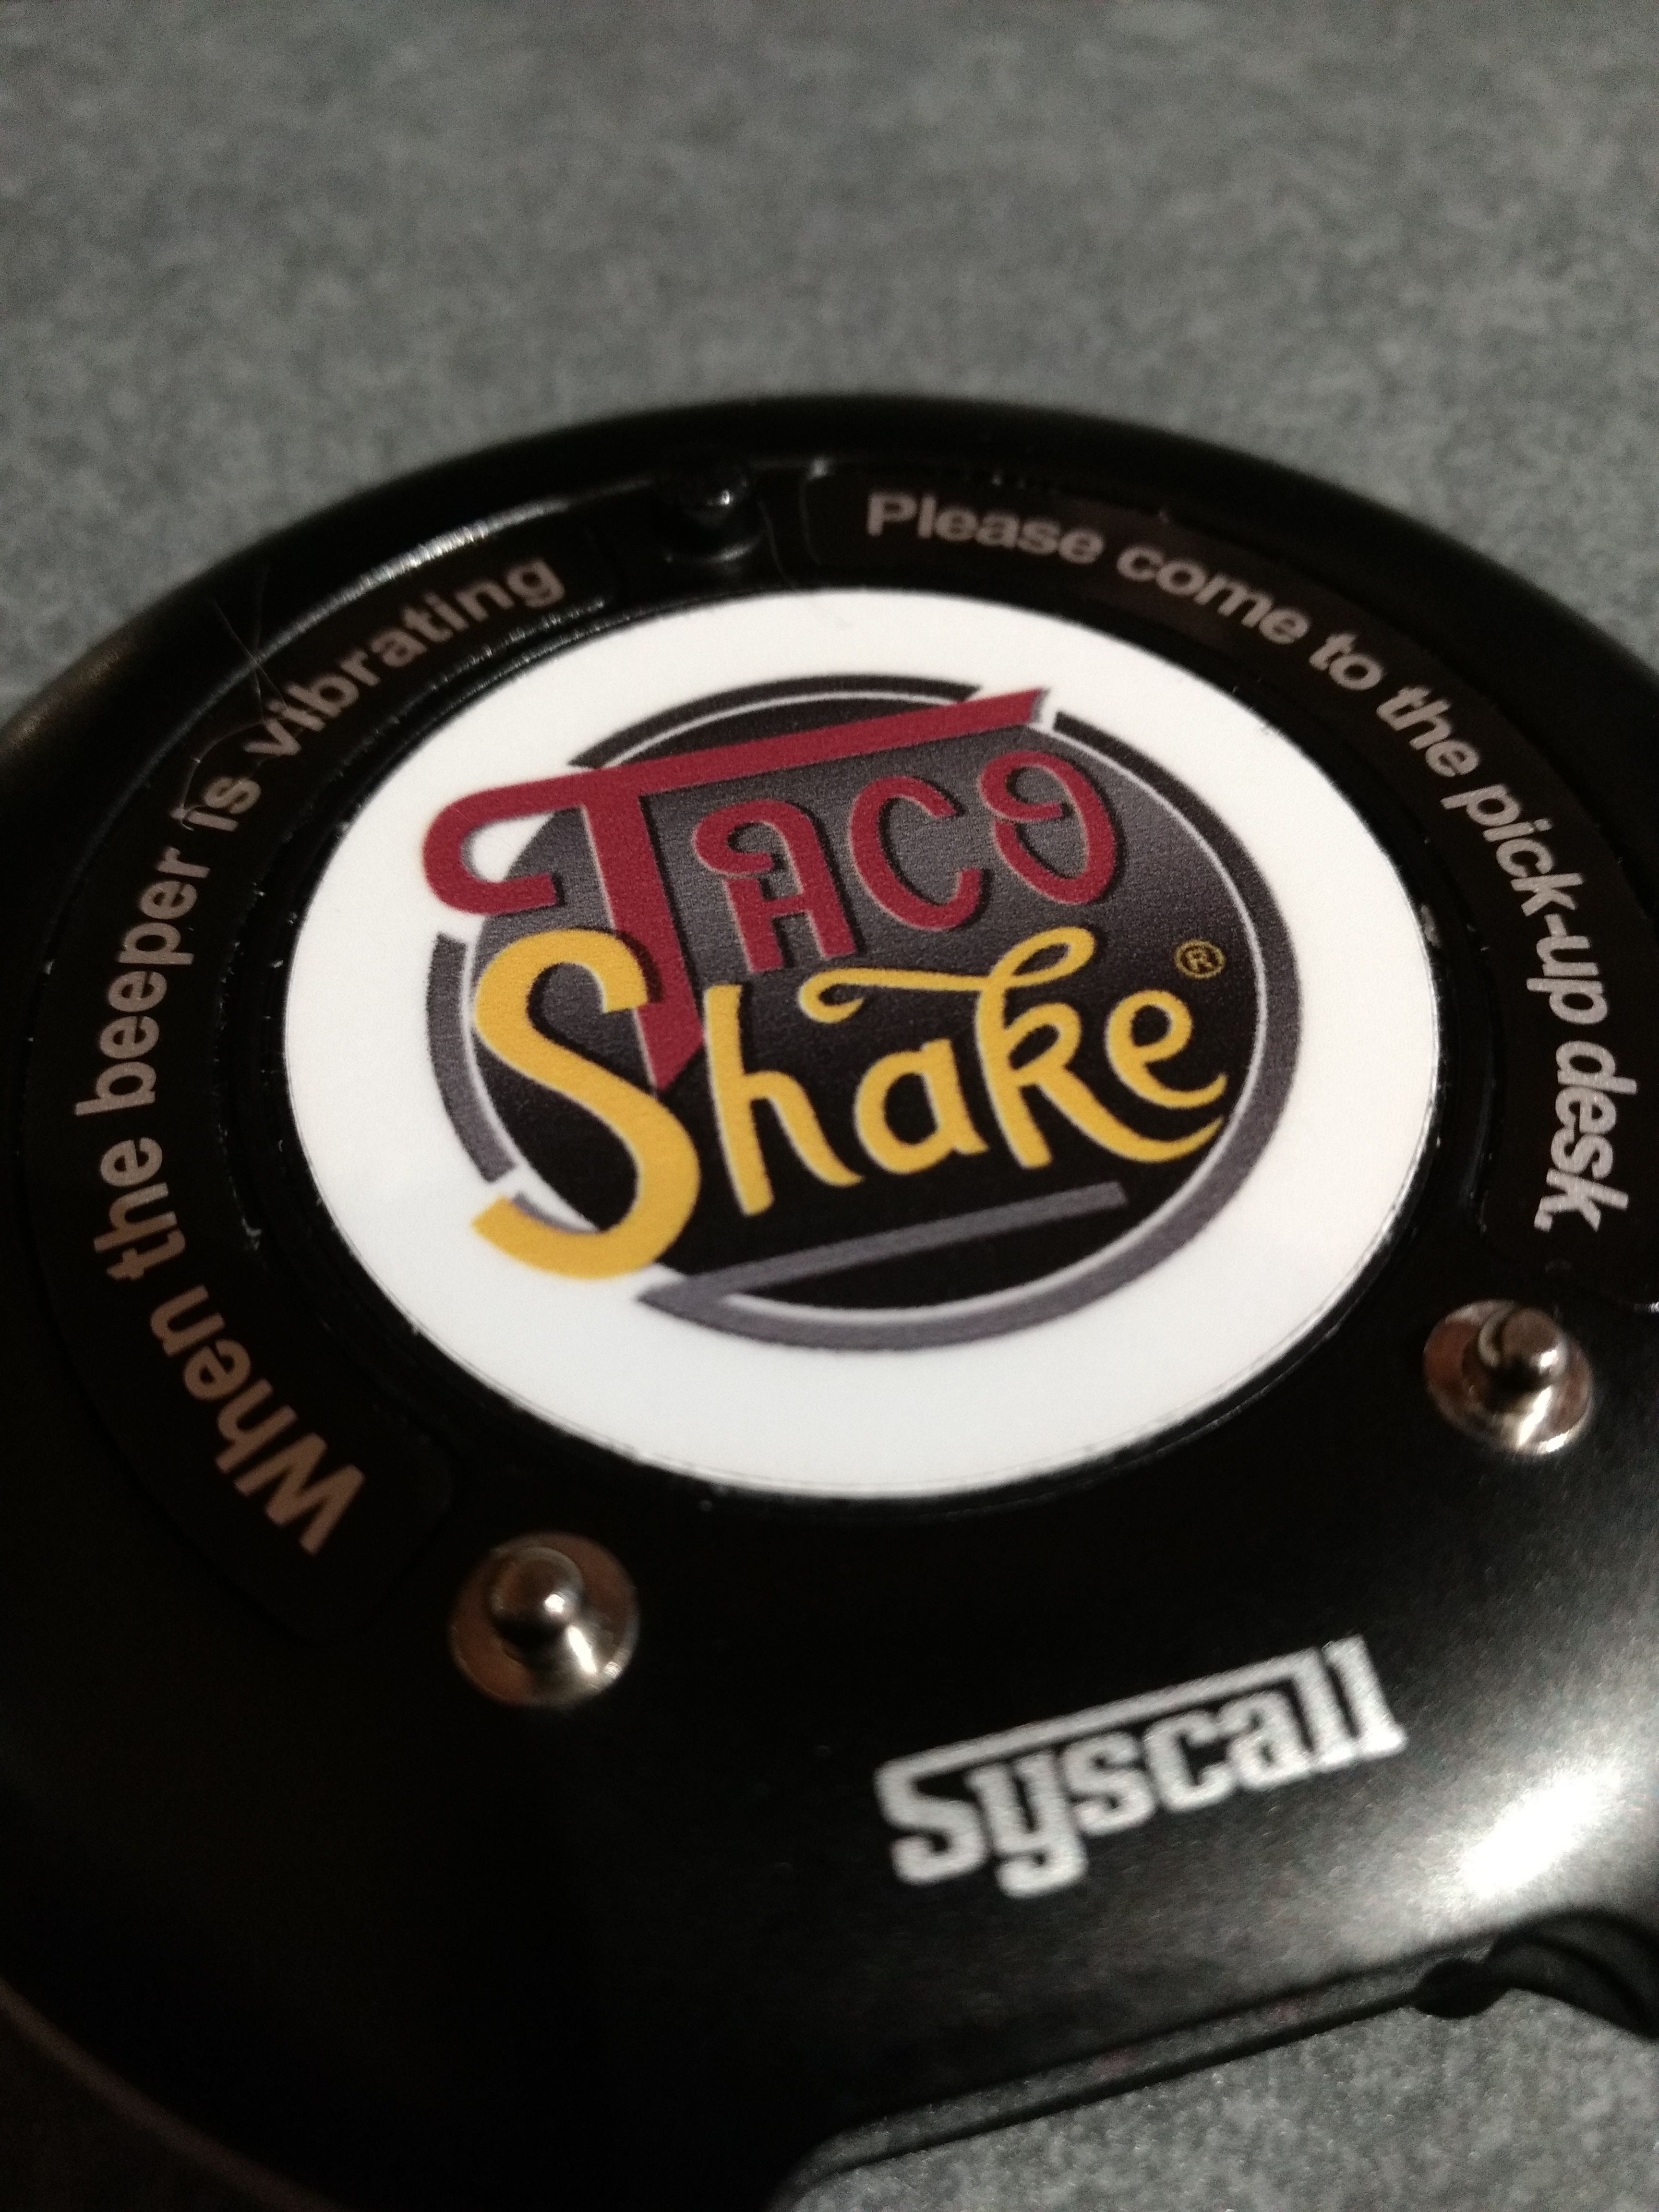 When the beeper is vibrating
Please come to the pick-up desk.
TACO
Shake®
Syscall